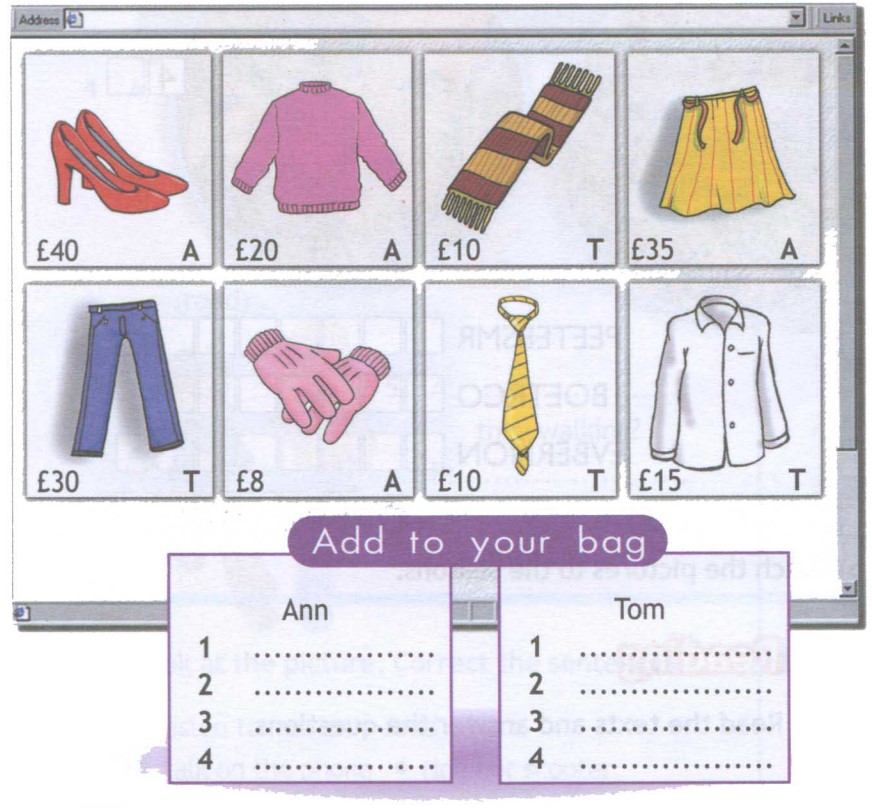 Address Links
£40 A £20 A £10 T £35 A
£30 T £8 A £10 T £15 T
Add to your bag
Ann Tom
1 ........................ 1 ........................
2 ........................ 2 ........................
3 ........................ 3 ........................
4 ........................ 4 ........................